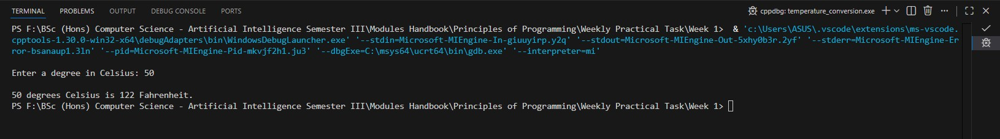 TERMINAL PROBLEMS OUTPUT DEBUG CONSOLE PORTS cppdbg: temperature_conversion.exe
PS F:\BSc (Hons) Computer Science - Artificial Intelligence Semester III\Modules Handbook\Principles of Programming\Weekly Practical Task\Week 1>  & 'c:\Users\ASUS\.vscode\extensions\ms-vscode.
cpptools-1.30.0-win32-x64\debugAdapters\bin\WindowsDebugLauncher.exe' '--stdin=Microsoft-MIEngine-In-giuuyirp.y2q' '--stdout=Microsoft-MIEngine-Out-5xhy0b3r.2yf' '--stderr=Microsoft-MIEngine-Er
ror-bsanaup1.3ln' '--pid=Microsoft-MIEngine-Pid-mkvjf2h1.ju3' '--dbgExe=C:\msys64\ucrt64\bin\gdb.exe' '--interpreter=mi'
Enter a degree in Celsius: 50
50 degrees Celsius is 122 Fahrenheit.
PS F:\BSc (Hons) Computer Science - Artificial Intelligence Semester III\Modules Handbook\Principles of Programming\Weekly Practical Task\Week 1>